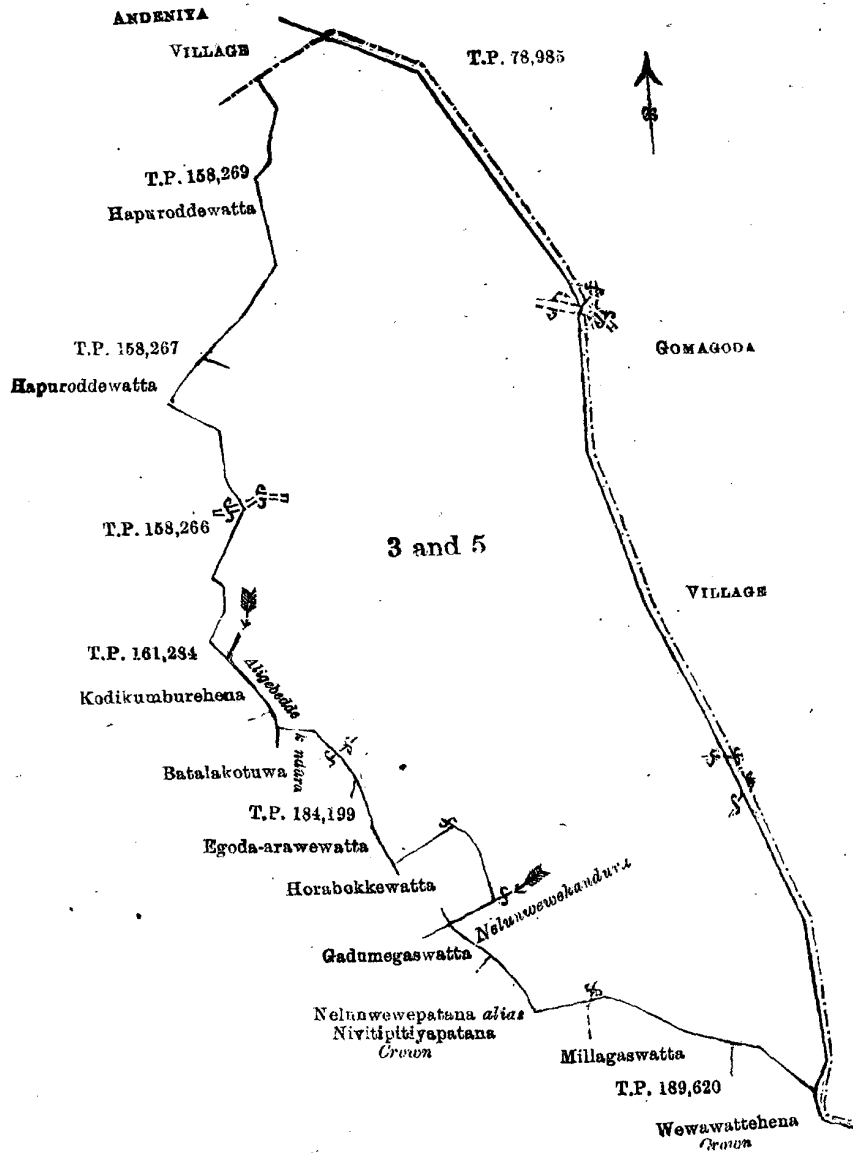 ANDENIYA
VILLAGE
T.P. 78,985
T.P. 158,269
Hapuroddewatta
T.P. 158,267
Hapuroddewatta
GOMAGODA
T.P. 158,266
3 and 5
VILLAGE
T.P. 161,284
Aligebedde
Kodikumburehena
Batalakotuwa
T.P. 184,199
Egoda-arawewatta
Horabokkewatta
Nelunwewekandura
Gadumegaswatta
Nelunwewepatana alias
Nivitipitiyapatana
Crown
Millagaswatta
T.P. 189,620
Wewawattehena
Crown